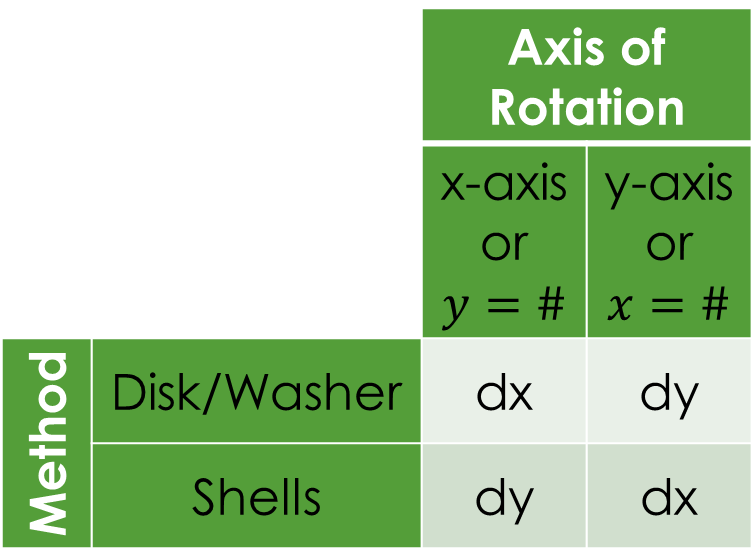 Axis of
Rotation
x-axis
or
y = #
y-axis
or
x = #
Method
Disk/Washer
dx
dy
Shells
dy
dx